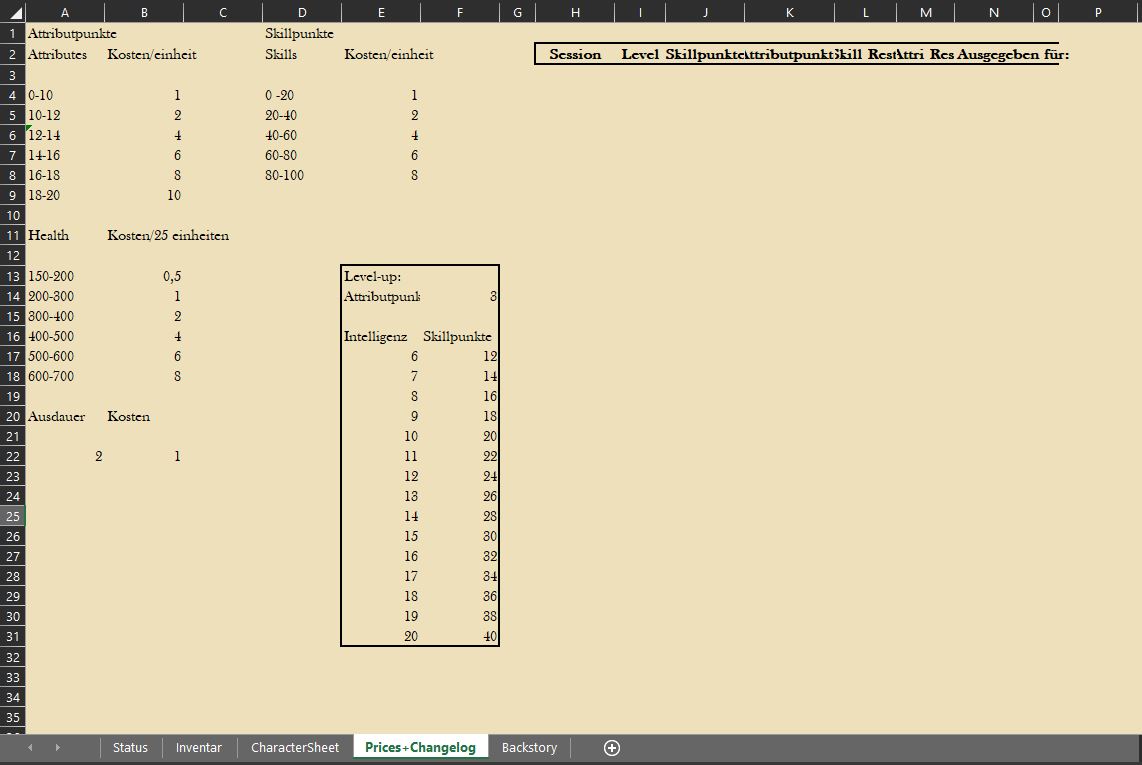 A B C D E F G H I J K L M N O P
1 Attributpunkte Skillpunkte
2 Attributes Kosten/einheit Skills Kosten/einheit Session Level Skillpunkte Attributpunkt Skill Rest Attri Res Ausgegeben für:
3
4 0-10 1 0 -20 1
5 10-12 2 20-40 2
6 12-14 4 40-60 4
7 14-16 6 60-80 6
8 16-18 8 80-100 8
9 18-20 10
10
11 Health Kosten/25 einheiten
12
13 150-200 0,5 Level-up:
14 200-300 1 Attributpunk 3
15 300-400 2
16 400-500 4 Intelligenz Skillpunkte
17 500-600 6 6 12
18 600-700 8 7 14
19 8 16
20 Ausdauer Kosten 9 18
21 10 20
22 2 1 11 22
23 12 24
24 13 26
25 14 28
26 15 30
27 16 32
28 17 34
29 18 36
30 19 38
31 20 40
32
33
34
35
Status Inventar CharacterSheet Prices+Changelog Backstory